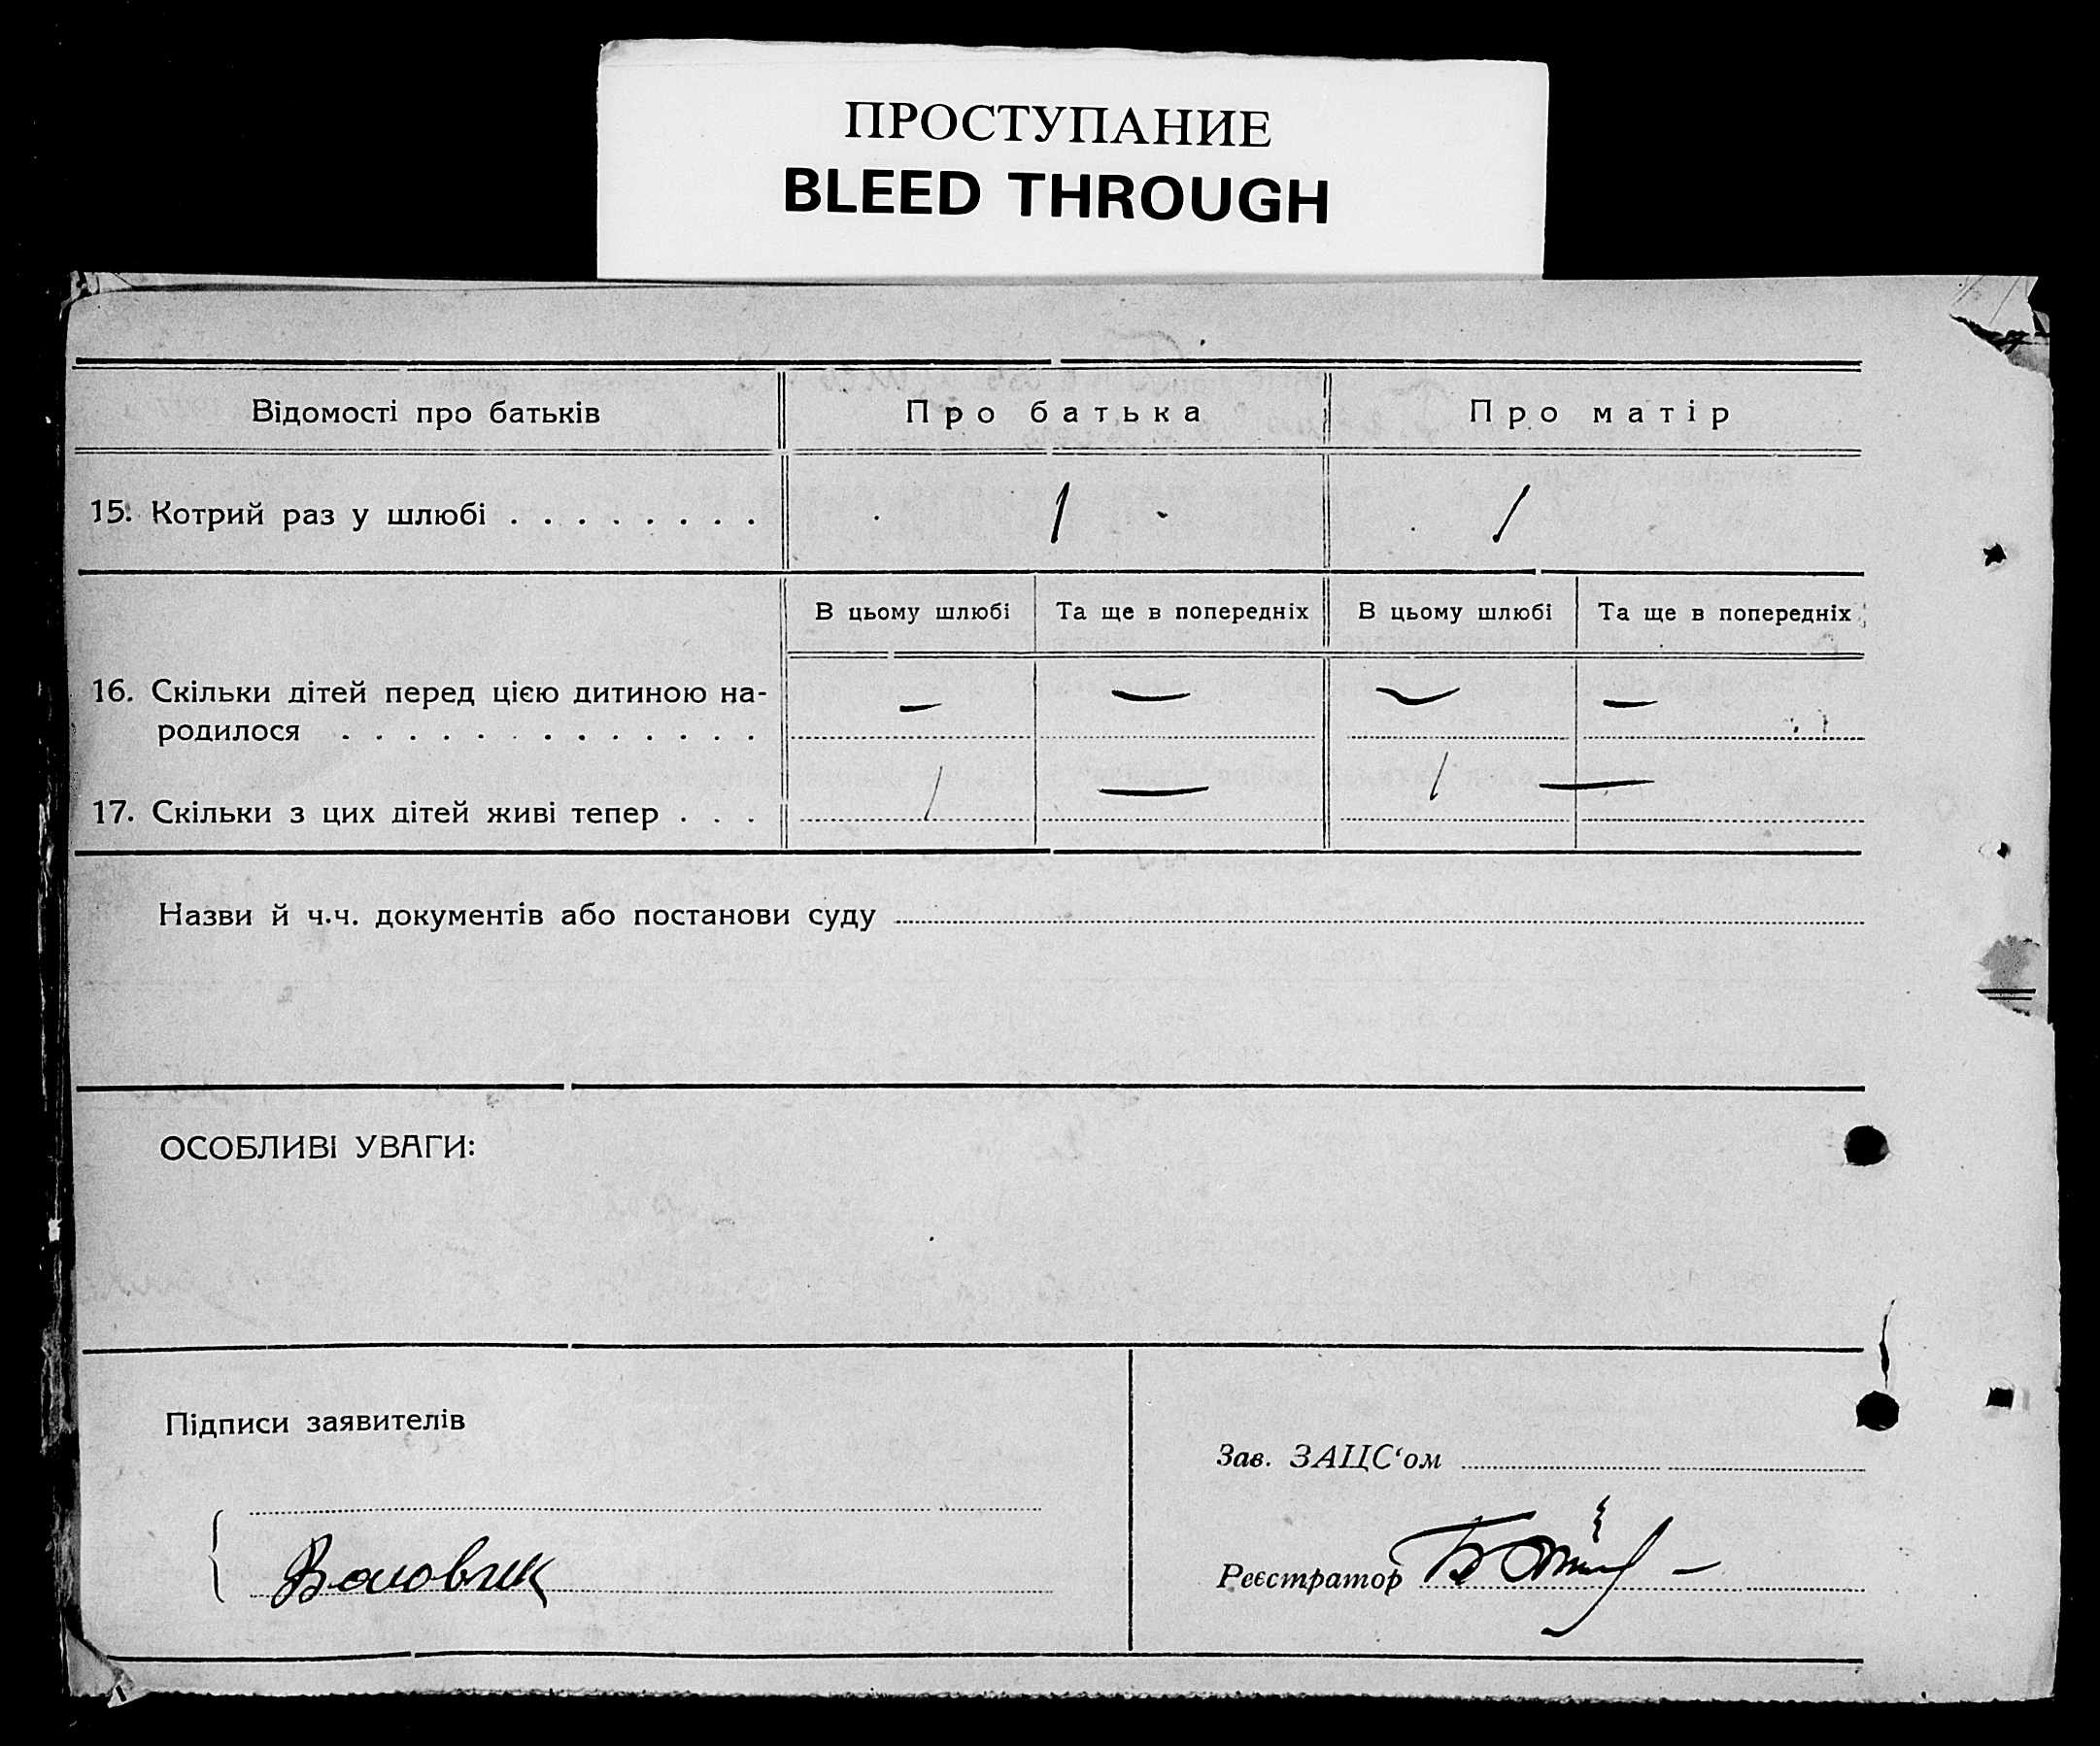 ПРОСТУПАНИЕ
BLEED THROUGH
Відомості про батьків Про батька Про матір
15. Котрий раз у шлюбі . . . . . . . . 1 1
В цьому шлюбі Та ще в попередніх В цьому шлюбі Та ще в попередніх
16. Скільки дітей перед цією дитиною на- — — — —
родилося . . . . . . . . . . . . .
17. Скільки з цих дітей живі тепер . . . 1 — 1 —
Назви й ч.ч. документів або постанови суду
ОСОБЛИВІ УВАГИ:
Підписи заявителів
Зав. ЗАЦС‘ом
Реєстратор